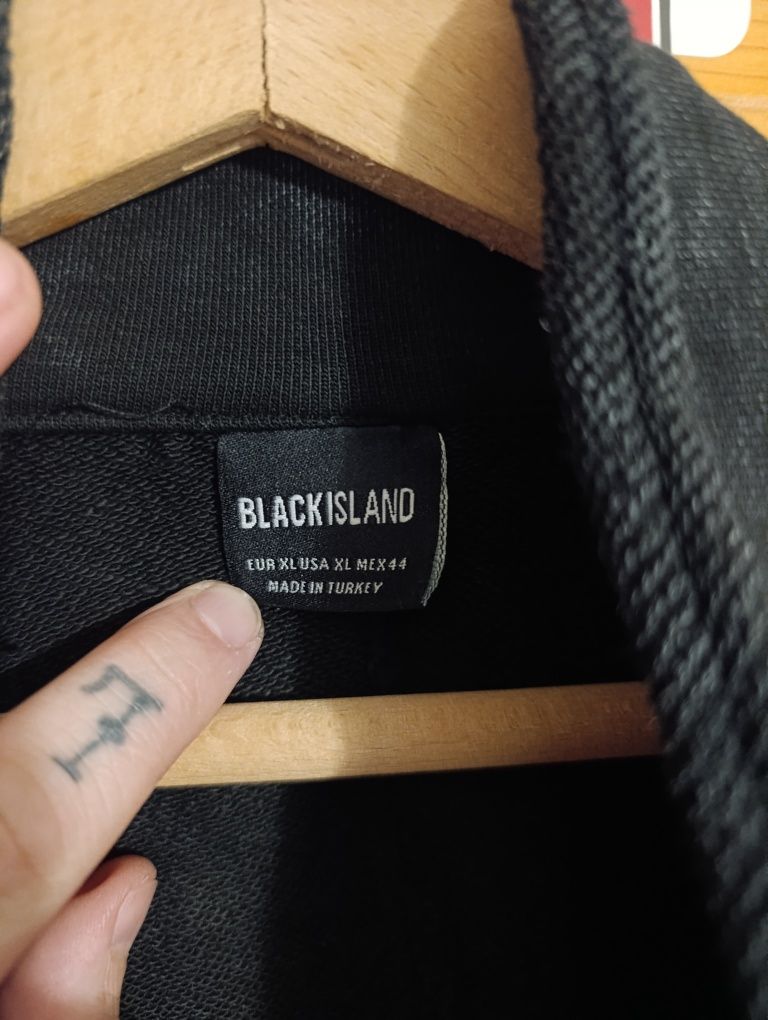 BLACKISLAND
EUR XL USA XL MEX 44
MADE IN TURKEY